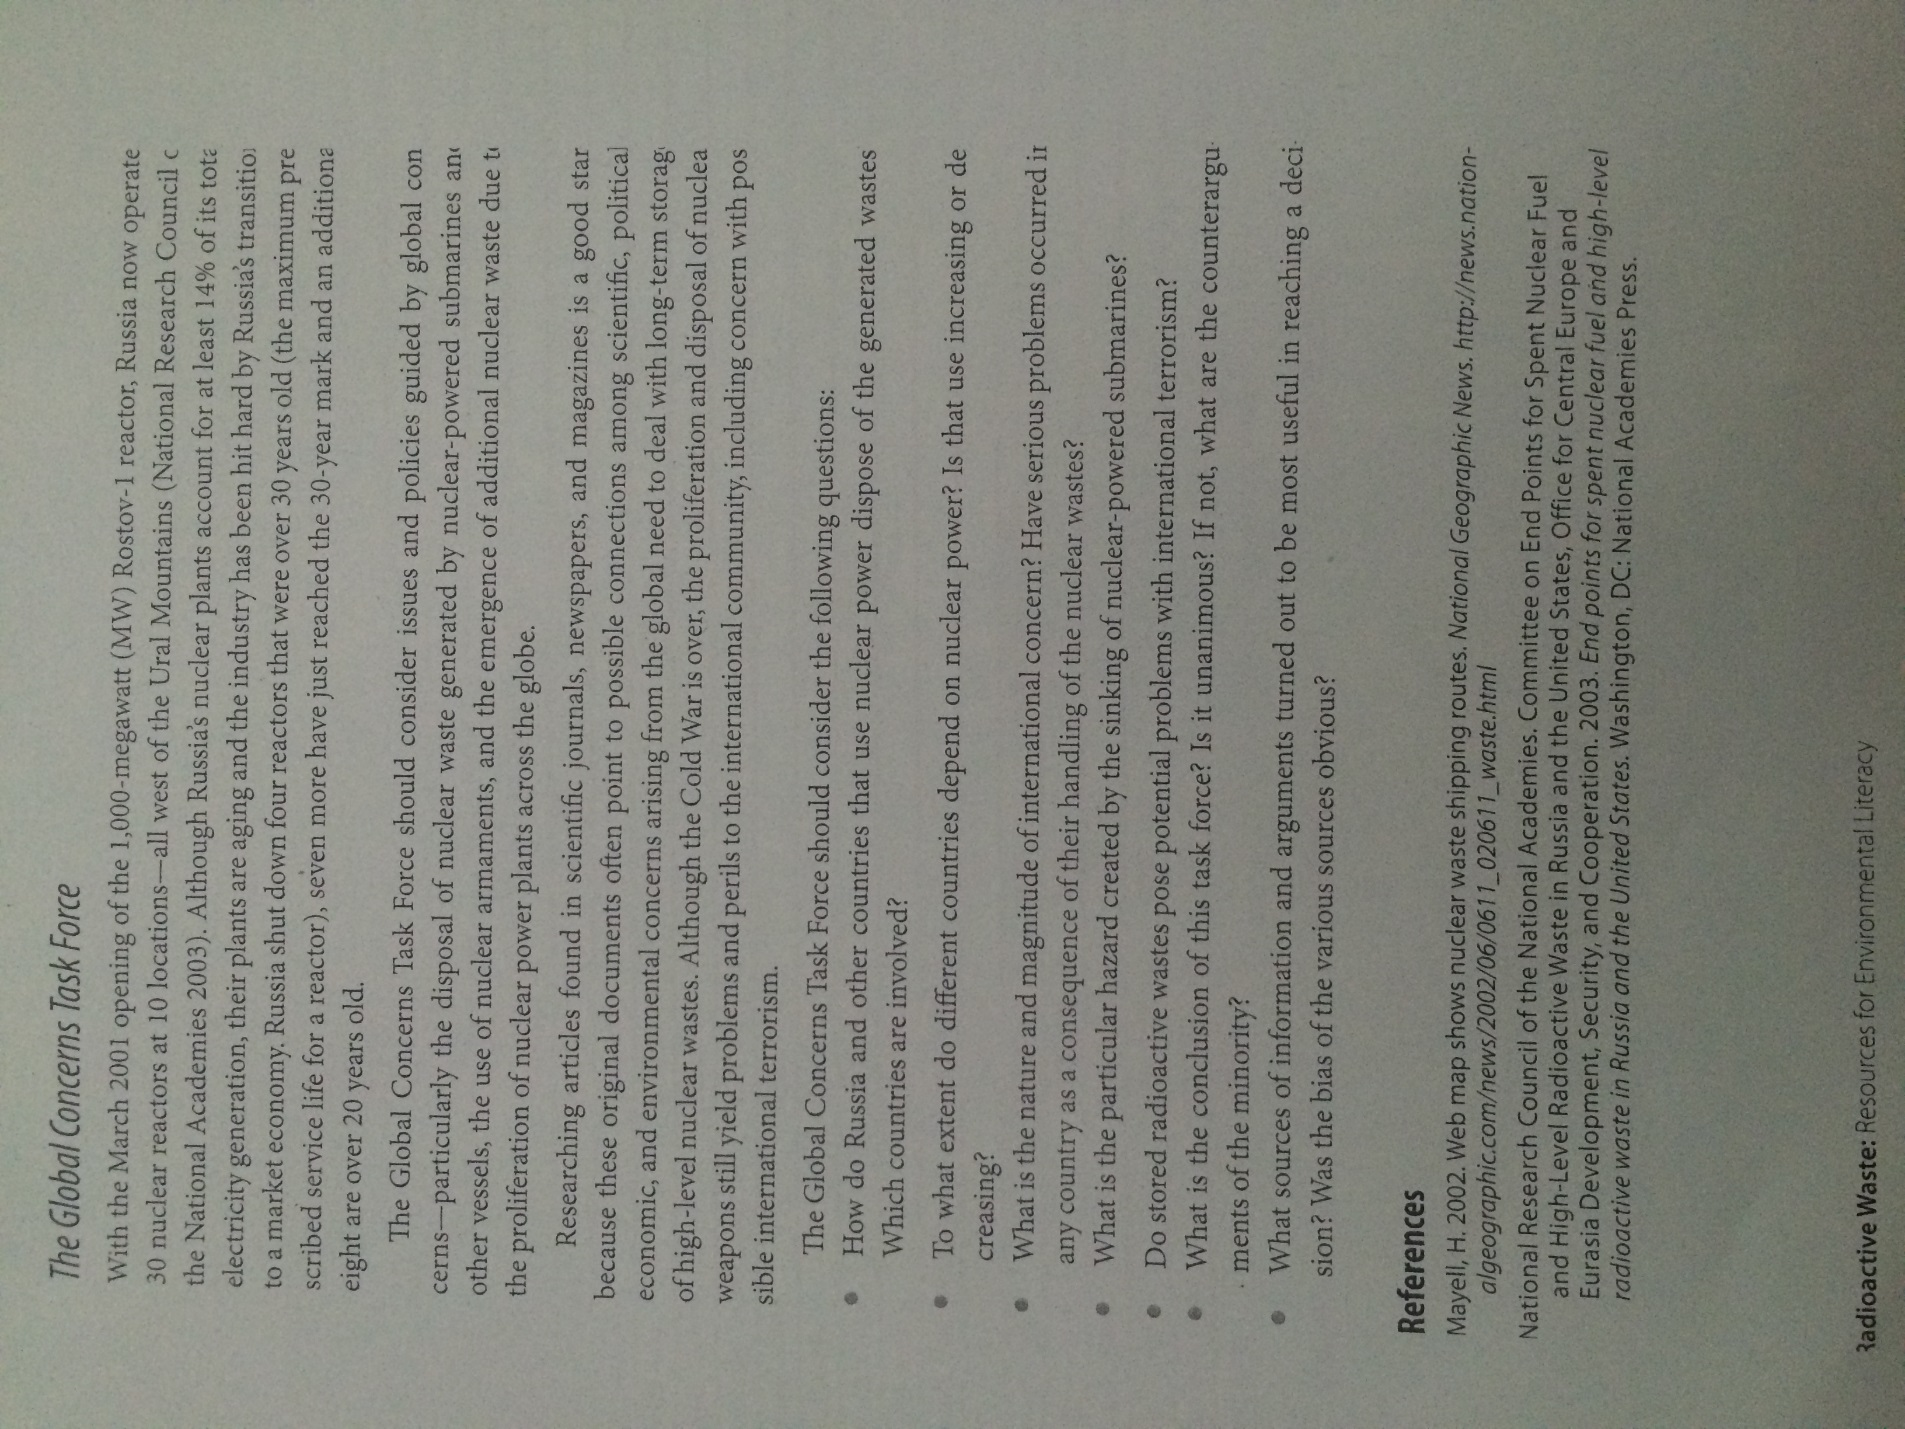 The Global Concerns Task Force
With the March 2001 opening of the 1,000-megawatt (MW) Rostov-1 reactor, Russia now operate
30 nuclear reactors at 10 locations—all west of the Ural Mountains (National Research Council
the National Academies 2003). Although Russia's nuclear plants account for at least 14% of its
electricity generation, their plants are aging and the industry has been hit hard by Russia's
to a market economy. Russia shut down four reactors that were over 30 years old (the maximum pre
scribed service life for a reactor), seven more have just reached the 30-year mark and an
eight are over 20 years old.
The Global Concerns Task Force should consider issues and policies guided by global con
cerns—particularly the disposal of nuclear waste generated by nuclear-powered submarines
other vessels, the use of nuclear armaments, and the emergence of additional nuclear waste due
the proliferation of nuclear power plants across the globe.
Researching articles found in scientific journals, newspapers, and magazines is a good star
because these original documents often point to possible connections among scientific, political
economic, and environmental concerns arising from the global need to deal with long-term
of high-level nuclear wastes. Although the Cold War is over, the proliferation and disposal of nuclea
weapons still yield problems and perils to the international community, including concern with pos
sible international terrorism.
The Global Concerns Task Force should consider the following questions:
• How do Russia and other countries that use nuclear power dispose of the generated wastes
Which countries are involved?
• To what extent do different countries depend on nuclear power? Is that use increasing or de
creasing?
• What is the nature and magnitude of international concern? Have serious problems occurred
any country as a consequence of their handling of the nuclear wastes?
• What is the particular hazard created by the sinking of nuclear-powered submarines?
• Do stored radioactive wastes pose potential problems with international terrorism?
• What is the conclusion of this task force? Is it unanimous? If not, what are the counterargu-
ments of the minority?
• What sources of information and arguments turned out to be most useful in reaching a deci-
sion? Was the bias of the various sources obvious?
References
Mayell, H. 2002. Web map shows nuclear waste shipping routes. National Geographic News. http://news.nation-
algeographic.com/news/2002/06/0611_020611_waste.html
National Research Council of the National Academies. Committee on End Points for Spent Nuclear Fuel
and High-Level Radioactive Waste in Russia and the United States, Office for Central Europe and
Eurasia Development, Security, and Cooperation. 2003. End points for spent nuclear fuel and high-level
radioactive waste in Russia and the United States. Washington, DC: National Academies Press.
Radioactive Waste: Resources for Environmental Literacy